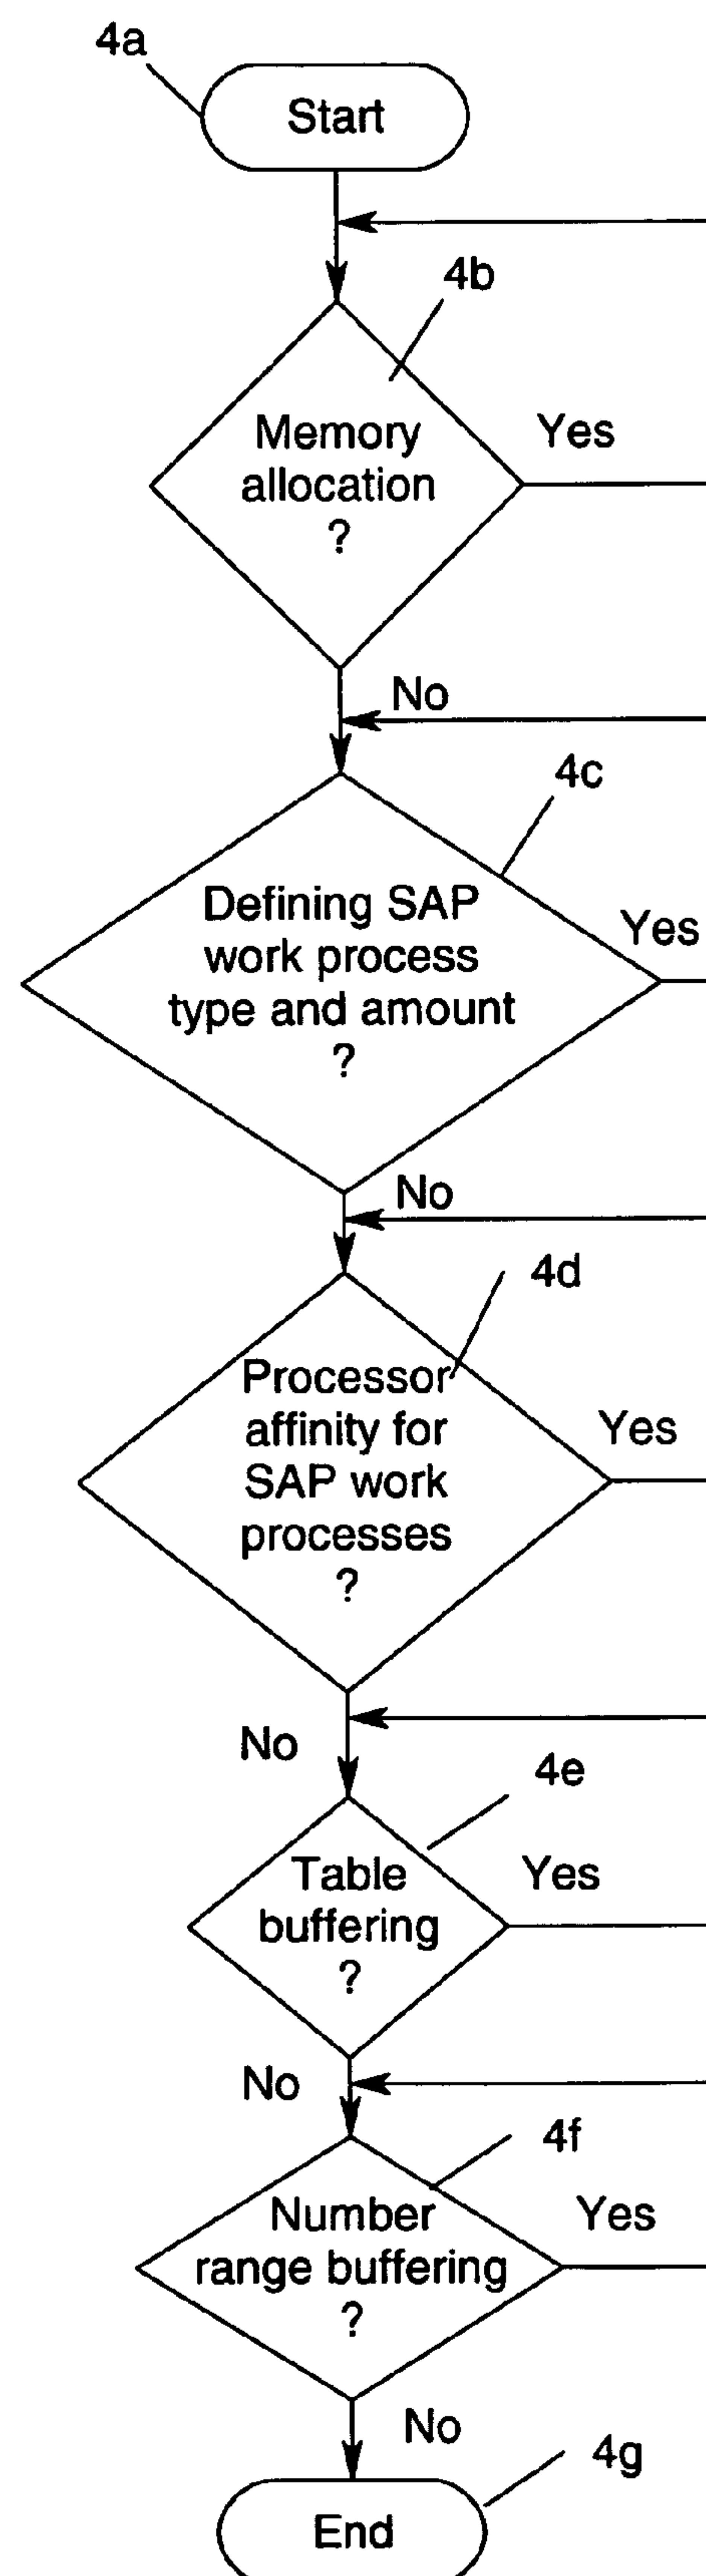 4a
Start
4b
Memory
allocation
?
Yes
No
4c
Defining SAP
work process
type and amount
?
Yes
No
4d
Processor
affinity for
SAP work
processes
?
Yes
No
4e
Table
buffering
?
Yes
No
4f
Number
range buffering
?
Yes
No
4g
End